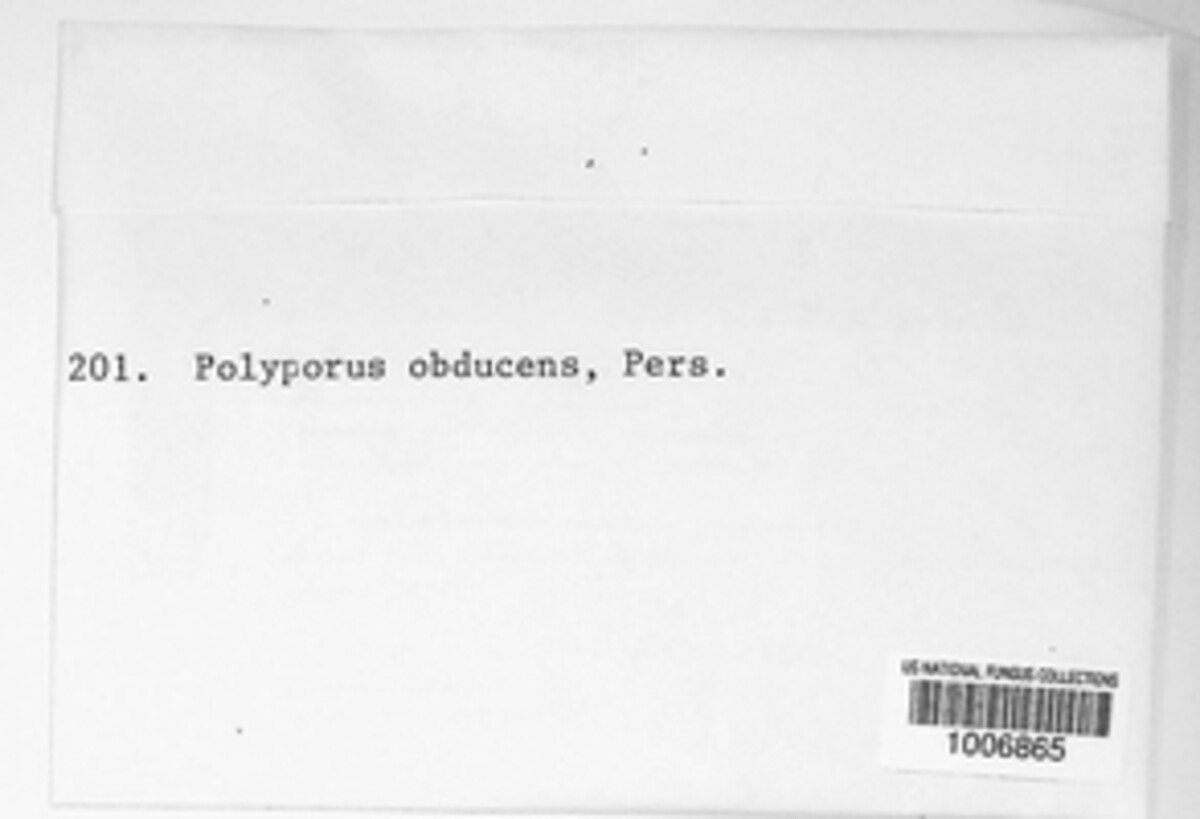 201. Polyporus obducens, Pers.
US NATIONAL FUNGUS COLLECTIONS
1006865